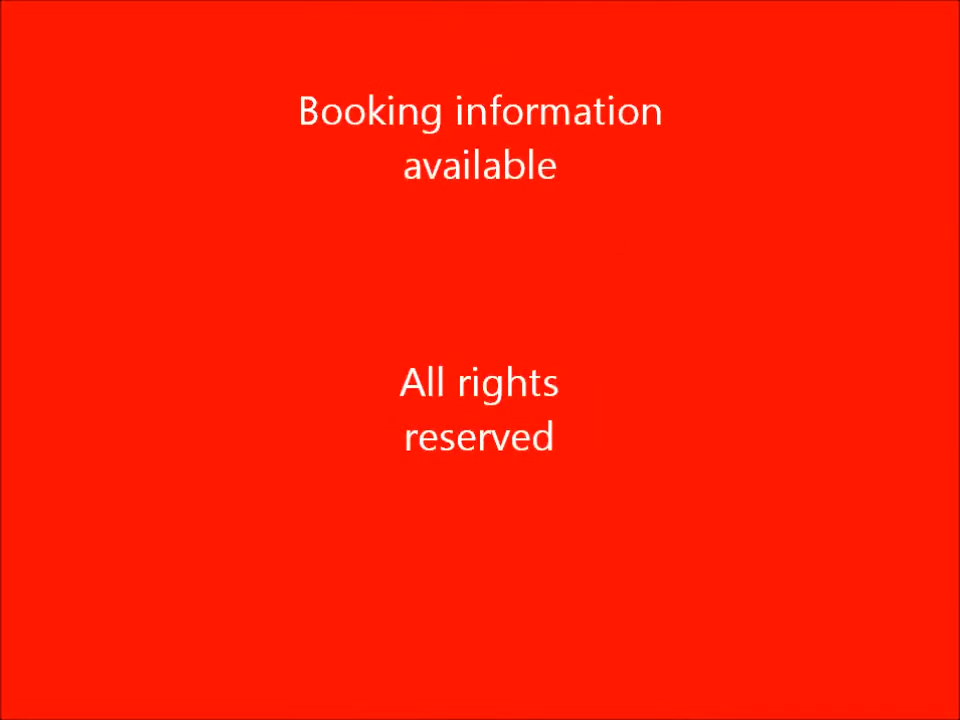 Booking information
available
All rights
reserved